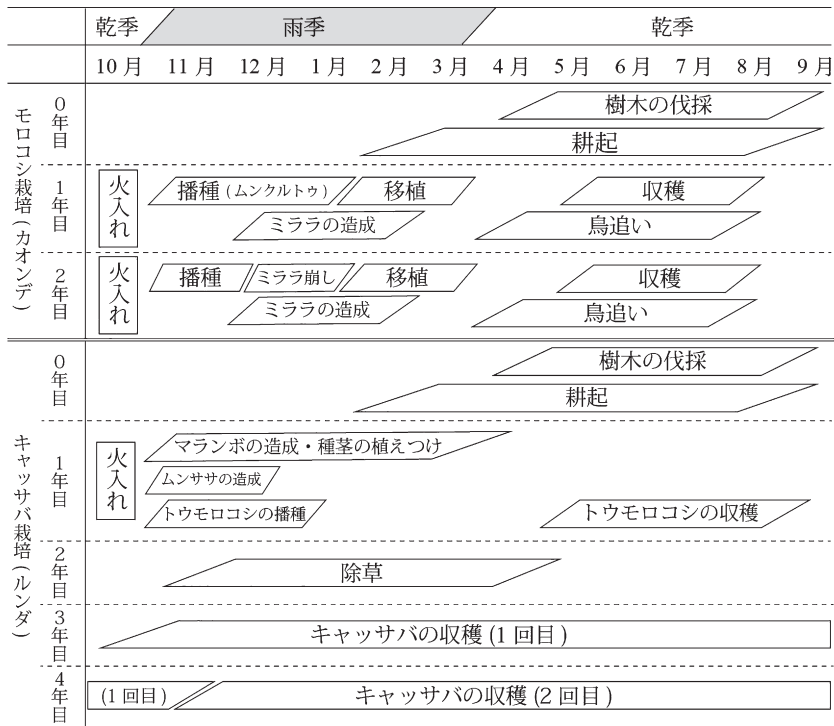 乾季 雨季 乾季
10 月 11 月 12 月 1 月 2 月 3 月 4 月 5 月 6 月 7 月 8 月 9 月
モロコシ栽培(カオンデ)
0年目
樹木の伐採
耕起
1年目
火入れ
播種 (ムンクルトゥ) 移植 収穫
ミララの造成 鳥追い
2年目
火入れ
播種 ミララ崩し 移植 収穫
ミララの造成 鳥追い
キャッサバ栽培(ルンダ)
0年目
樹木の伐採
耕起
1年目
火入れ
マランボの造成・種茎の植えつけ
ムンササの造成
トウモロコシの播種 トウモロコシの収穫
2年目
除草
3年目
キャッサバの収穫 (1 回目)
4年目
(1 回目) キャッサバの収穫 (2 回目)